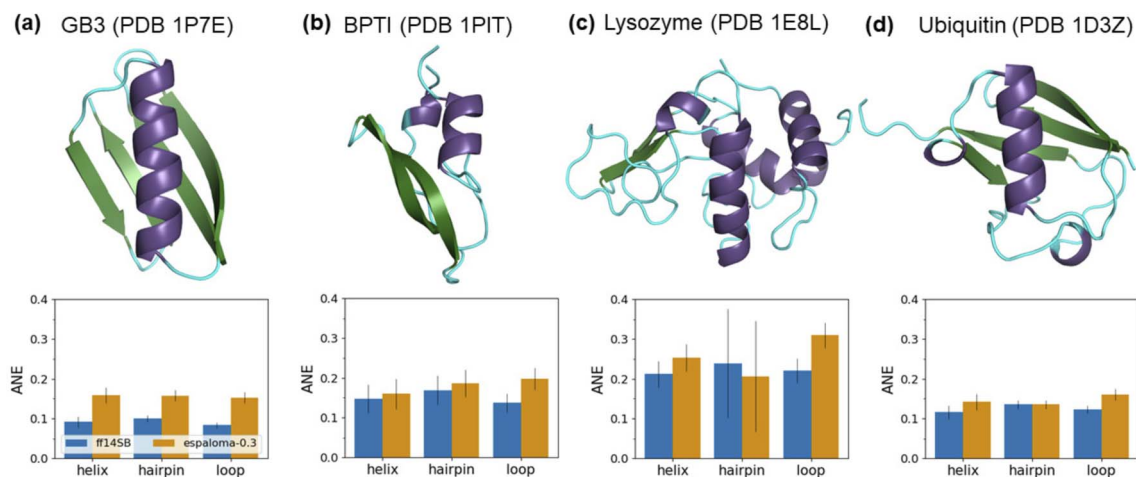 (a) GB3 (PDB 1P7E)
(b) BPTI (PDB 1PIT)
(c) Lysozyme (PDB 1E8L)
(d) Ubiquitin (PDB 1D3Z)
ANE
0.4
0.3
0.2
0.1
0.0
ff14SB
espaloma-0.3
helix hairpin loop
ANE
0.4
0.3
0.2
0.1
0.0
helix hairpin loop
ANE
0.4
0.3
0.2
0.1
0.0
helix hairpin loop
ANE
0.4
0.3
0.2
0.1
0.0
helix hairpin loop